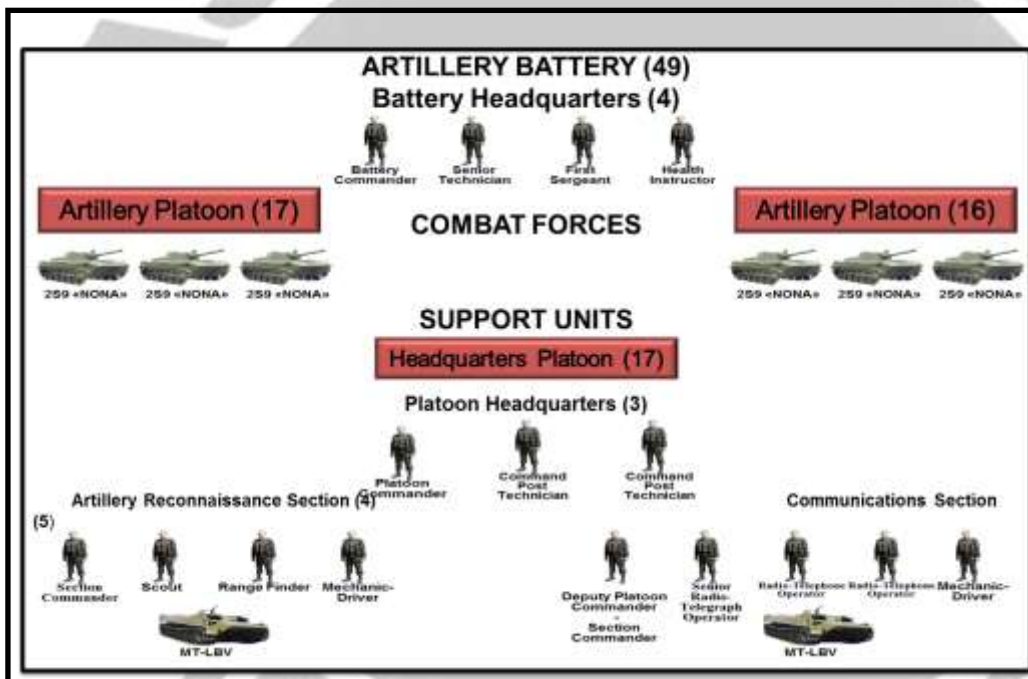 ARTILLERY BATTERY (49)
Battery Headquarters (4)
Battery
Commander
Senior
Technician
First
Sergeant
Health
Instructor
Artillery Platoon (17)
COMBAT FORCES
Artillery Platoon (16)
2S9 «NONA» 2S9 «NONA» 2S9 «NONA»
2S9 «NONA» 2S9 «NONA» 2S9 «NONA»
SUPPORT UNITS
Headquarters Platoon (17)
Platoon Headquarters (3)
Platoon
Commander
Command
Post
Technician
Command
Post
Technician
Artillery Reconnaissance Section (4)
Communications Section
(5)
Section
Commander
Scout
Range Finder
Mechanic-
Driver
MT-LBV
Deputy Platoon
Commander
-
Section
Commander
Senior
Radio-
Telegraph
Operator
Radio-Telephone
Operator
Radio-Telephone
Operator
Mechanic-
Driver
MT-LBV